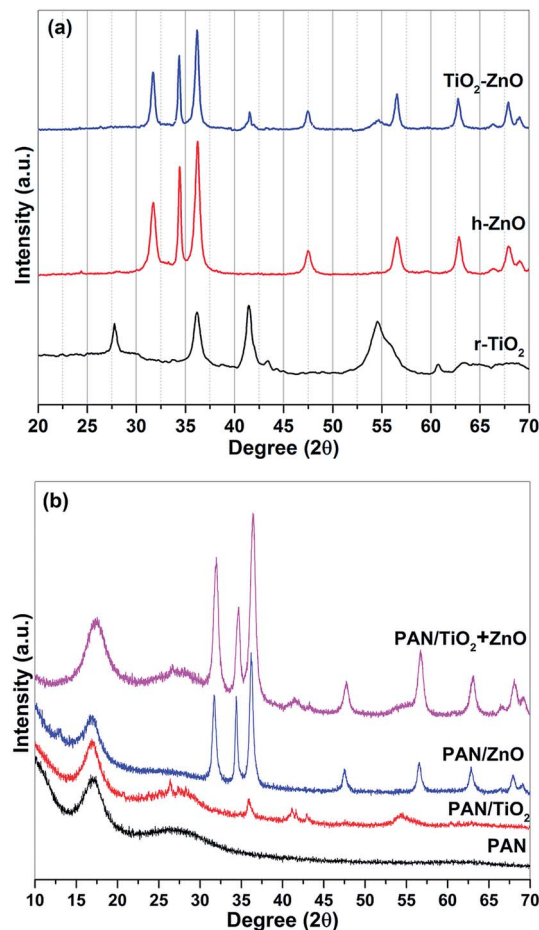 (a)
TiO2-ZnO
h-ZnO
r-TiO2
Intensity (a.u.)
20 25 30 35 40 45 50 55 60 65 70
Degree (2θ)
(b)
PAN/TiO2+ZnO
PAN/ZnO
PAN/TiO2
PAN
Intensity (a.u.)
10 15 20 25 30 35 40 45 50 55 60 65 70
Degree (2θ)